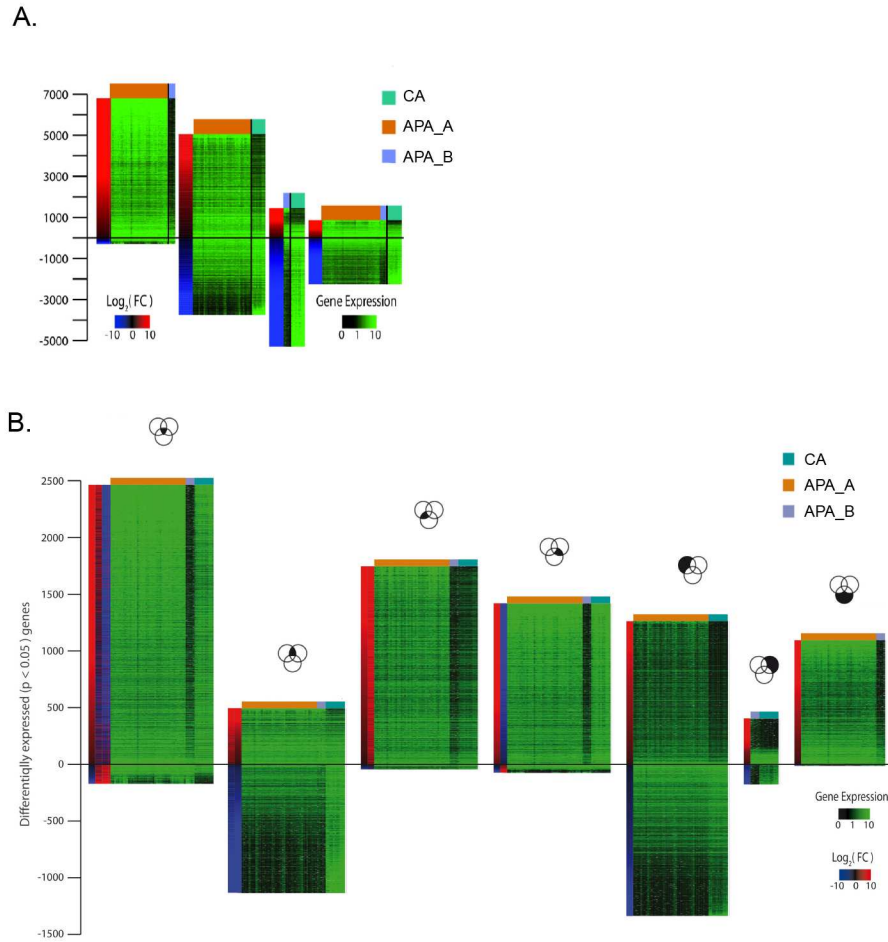 A.
7000
5000
3000
1000
-1000
-3000
-5000
CA
APA_A
APA_B
Log2( FC )
-10 0 10
Gene Expression
0 1 10
B.
Differentiqlly expressed (p < 0.05 ) genes
2500
2000
1500
1000
500
0
-500
-1000
-1500
CA
APA_A
APA_B
Gene Expression
0 1 10
Log2( FC )
-10 0 10